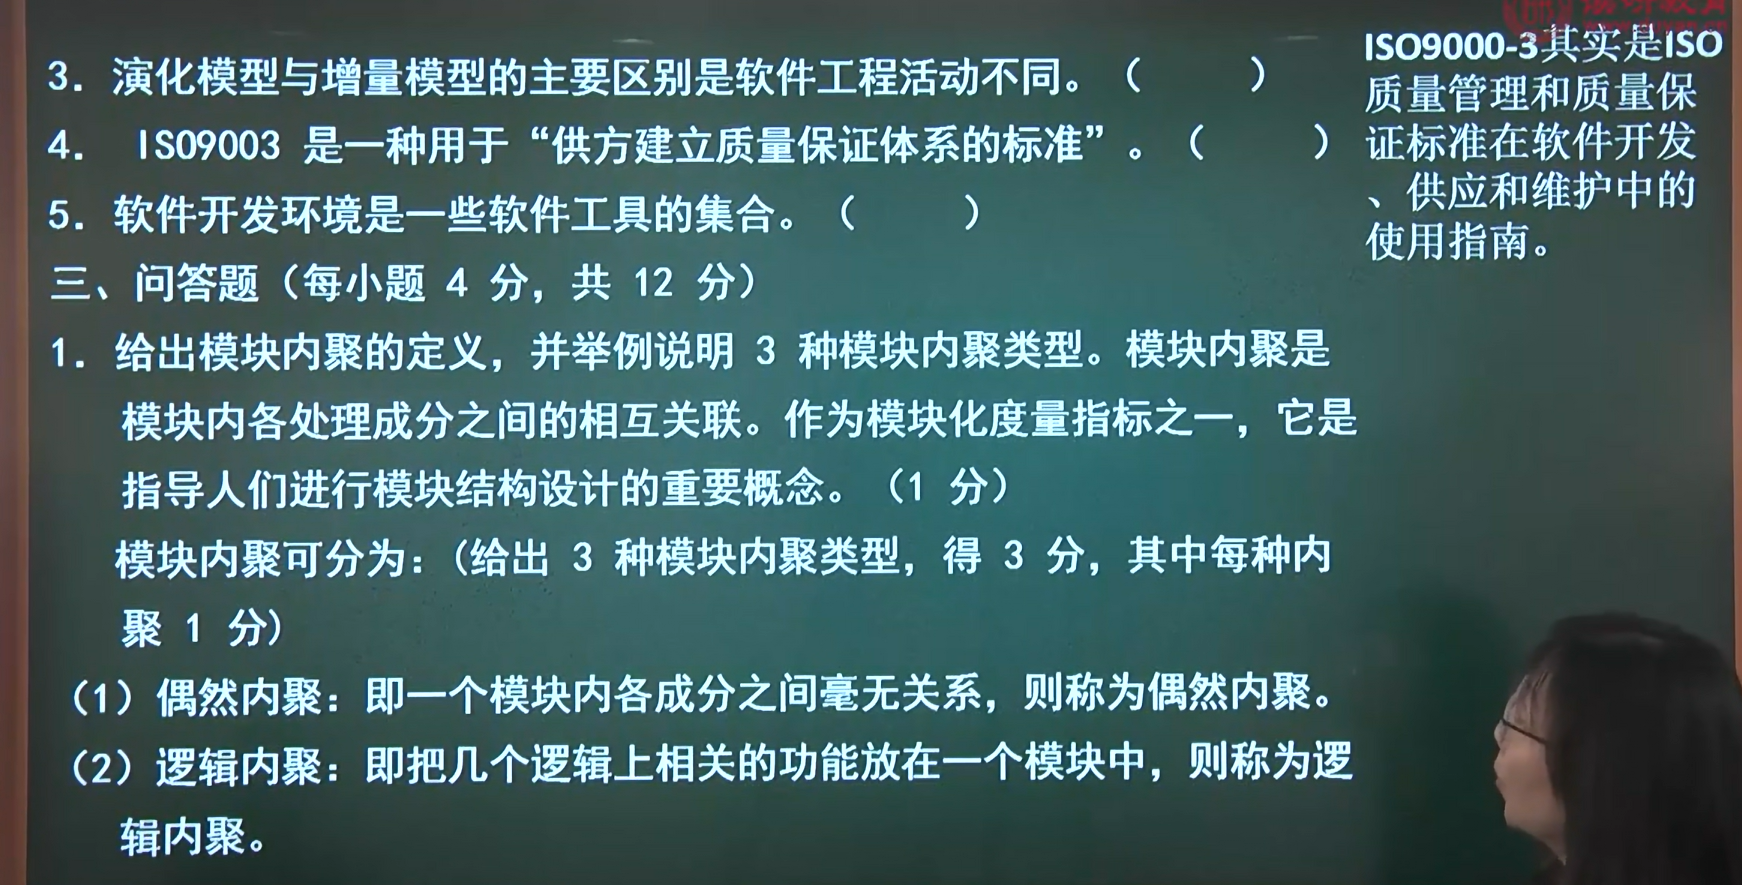 3. 演化模型与增量模型的主要区别是软件工程活动不同。（　　）
4. ISO9003 是一种用于“供方建立质量保证体系的标准”。（　　）
5. 软件开发环境是一些软件工具的集合。（　　）
三、问答题（每小题 4 分，共 12 分）
1. 给出模块内聚的定义，并举例说明 3 种模块内聚类型。模块内聚是
模块内各处理成分之间的相互关联。作为模块化度量指标之一，它是
指导人们进行模块结构设计的重要概念。（1 分）
模块内聚可分为：(给出 3 种模块内聚类型，得 3 分，其中每种内
聚 1 分)
（1）偶然内聚：即一个模块内各成分之间毫无关系，则称为偶然内聚。
（2）逻辑内聚：即把几个逻辑上相关的功能放在一个模块中，则称为逻
辑内聚。
ISO9000-3其实是ISO
质量管理和质量保
证标准在软件开发
、供应和维护中的
使用指南。